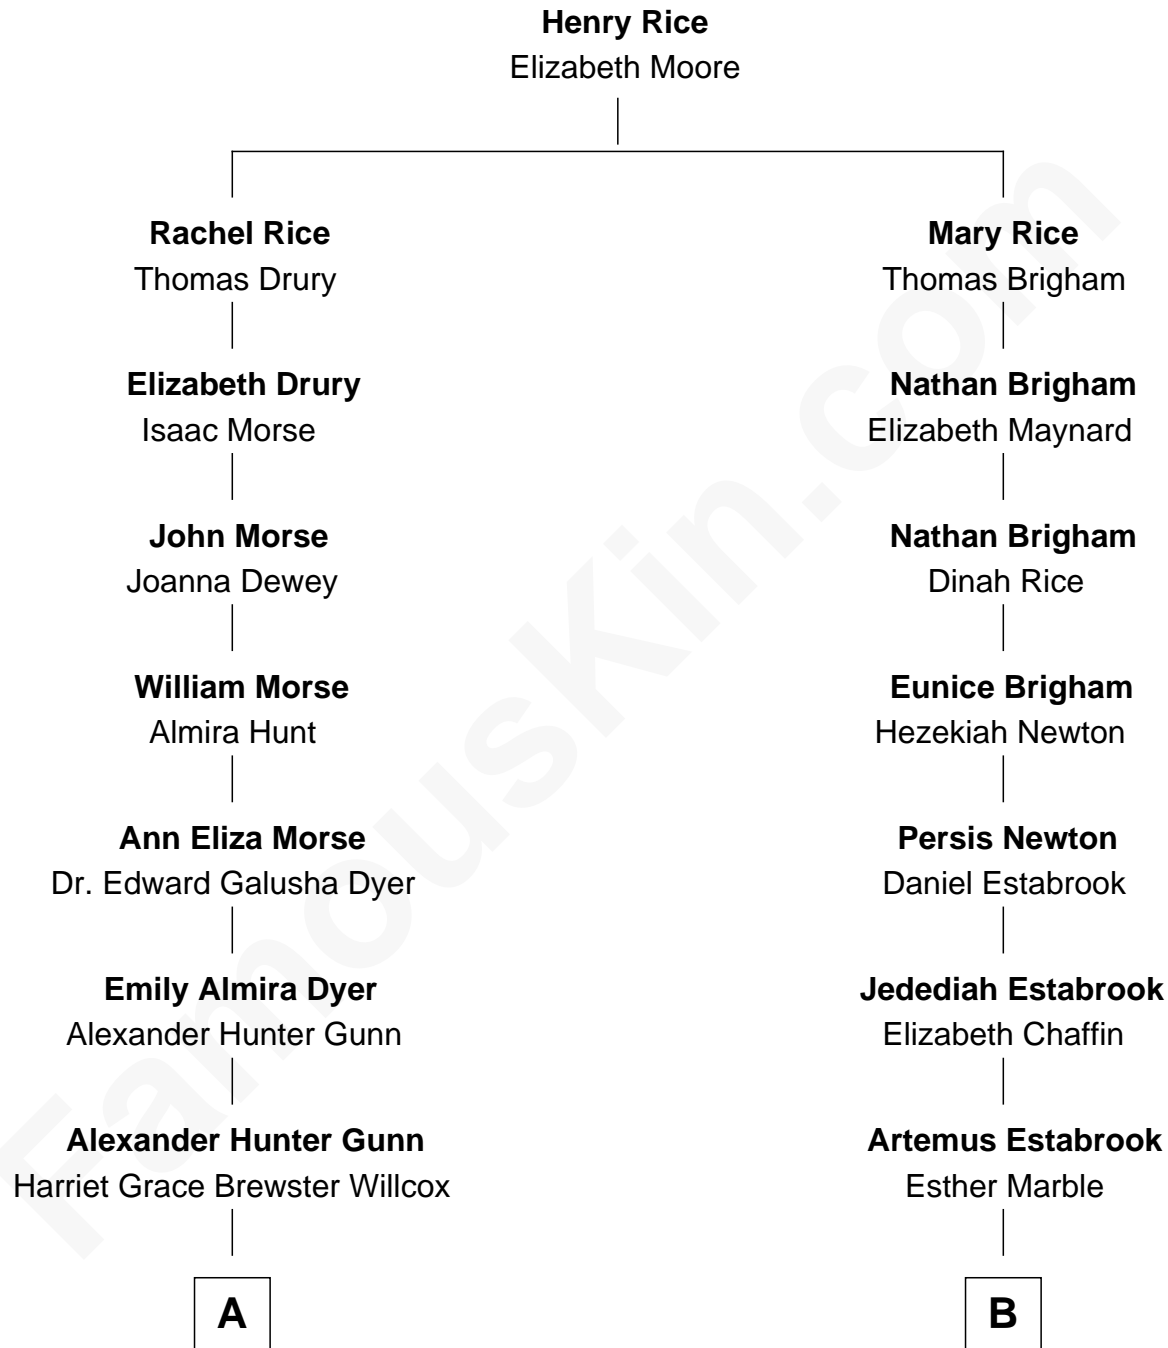 Henry Rice
Elizabeth Moore
Rachel Rice
Thomas Drury
Mary Rice
Thomas Brigham
Elizabeth Drury
Isaac Morse
Nathan Brigham
Elizabeth Maynard
John Morse
Joanna Dewey
Nathan Brigham
Dinah Rice
William Morse
Almira Hunt
Eunice Brigham
Hezekiah Newton
Ann Eliza Morse
Dr. Edward Galusha Dyer
Persis Newton
Daniel Estabrook
Emily Almira Dyer
Alexander Hunter Gunn
Jedediah Estabrook
Elizabeth Chaffin
Alexander Hunter Gunn
Harriet Grace Brewster Willcox
Artemus Estabrook
Esther Marble
A
B
FamousKin.com